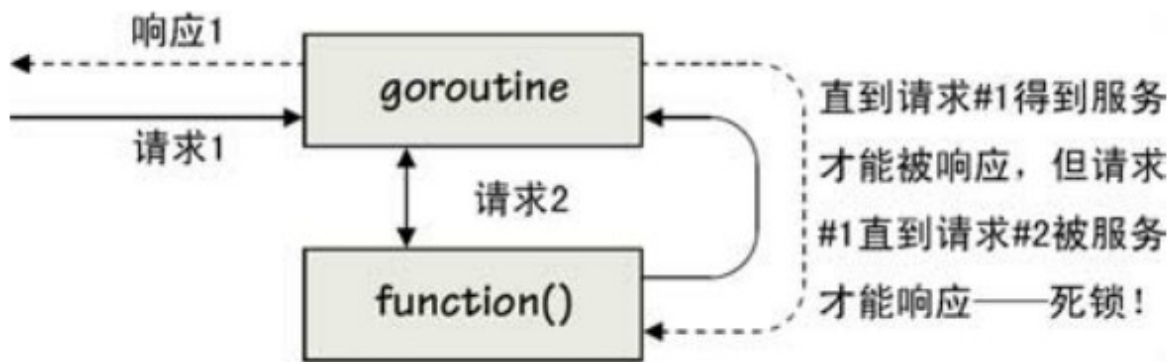 响应1
goroutine
请求1
请求2
function()
直到请求#1得到服务
才能被响应，但请求
#1直到请求#2被服务
才能响应——死锁！